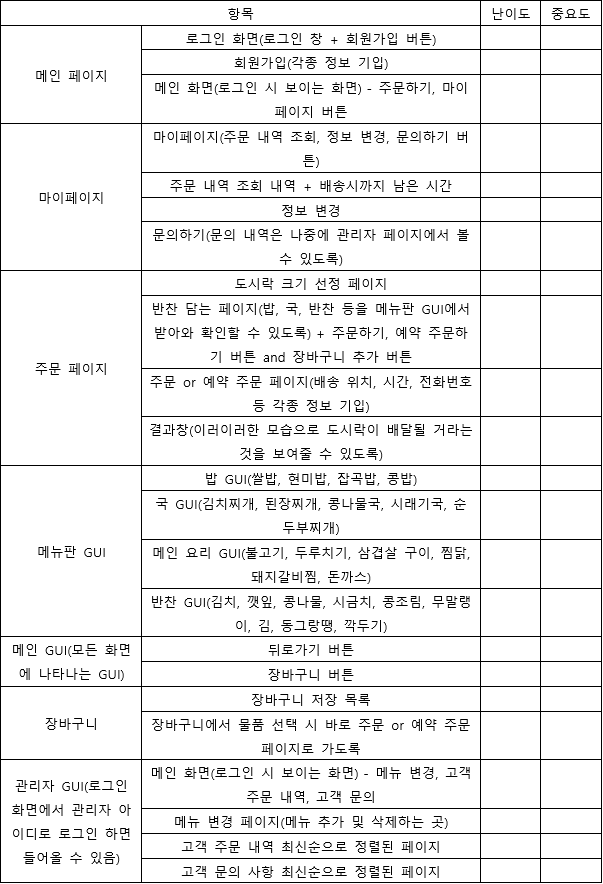 항목 난이도 중요도
메인 페이지
로그인 화면(로그인 창 + 회원가입 버튼)
회원가입(각종 정보 기입)
메인 화면(로그인 시 보이는 화면) - 주문하기, 마이
페이지 버튼
마이페이지
마이페이지(주문 내역 조회, 정보 변경, 문의하기 버
튼)
주문 내역 조회 내역 + 배송시까지 남은 시간
정보 변경
문의하기(문의 내역은 나중에 관리자 페이지에서 볼
수 있도록)
주문 페이지
도시락 크기 선정 페이지
반찬 담는 페이지(밥, 국, 반찬 등을 메뉴판 GUI에서
받아와 확인할 수 있도록) + 주문하기, 예약 주문하
기 버튼 and 장바구니 추가 버튼
주문 or 예약 주문 페이지(배송 위치, 시간, 전화번호
등 각종 정보 기입)
결과창(이러이러한 모습으로 도시락이 배달될 거라는
것을 보여줄 수 있도록)
메뉴판 GUI
밥 GUI(쌀밥, 현미밥, 잡곡밥, 콩밥)
국 GUI(김치찌개, 된장찌개, 콩나물국, 시래기국, 순
두부찌개)
메인 요리 GUI(불고기, 두루치기, 삼겹살 구이, 찜닭,
돼지갈비찜, 돈까스)
반찬 GUI(김치, 깻잎, 콩나물, 시금치, 콩조림, 무말랭
이, 김, 동그랑땡, 깍두기)
메인 GUI(모든 화면
에 나타나는 GUI)
뒤로가기 버튼
장바구니 버튼
장바구니
장바구니 저장 목록
장바구니에서 물품 선택 시 바로 주문 or 예약 주문
페이지로 가도록
관리자 GUI(로그인
화면에서 관리자 아
이디로 로그인 하면
들어올 수 있음)
메인 화면(로그인 시 보이는 화면) - 메뉴 변경, 고객
주문 내역, 고객 문의
메뉴 변경 페이지(메뉴 추가 및 삭제하는 곳)
고객 주문 내역 최신순으로 정렬된 페이지
고객 문의 사항 최신순으로 정렬된 페이지